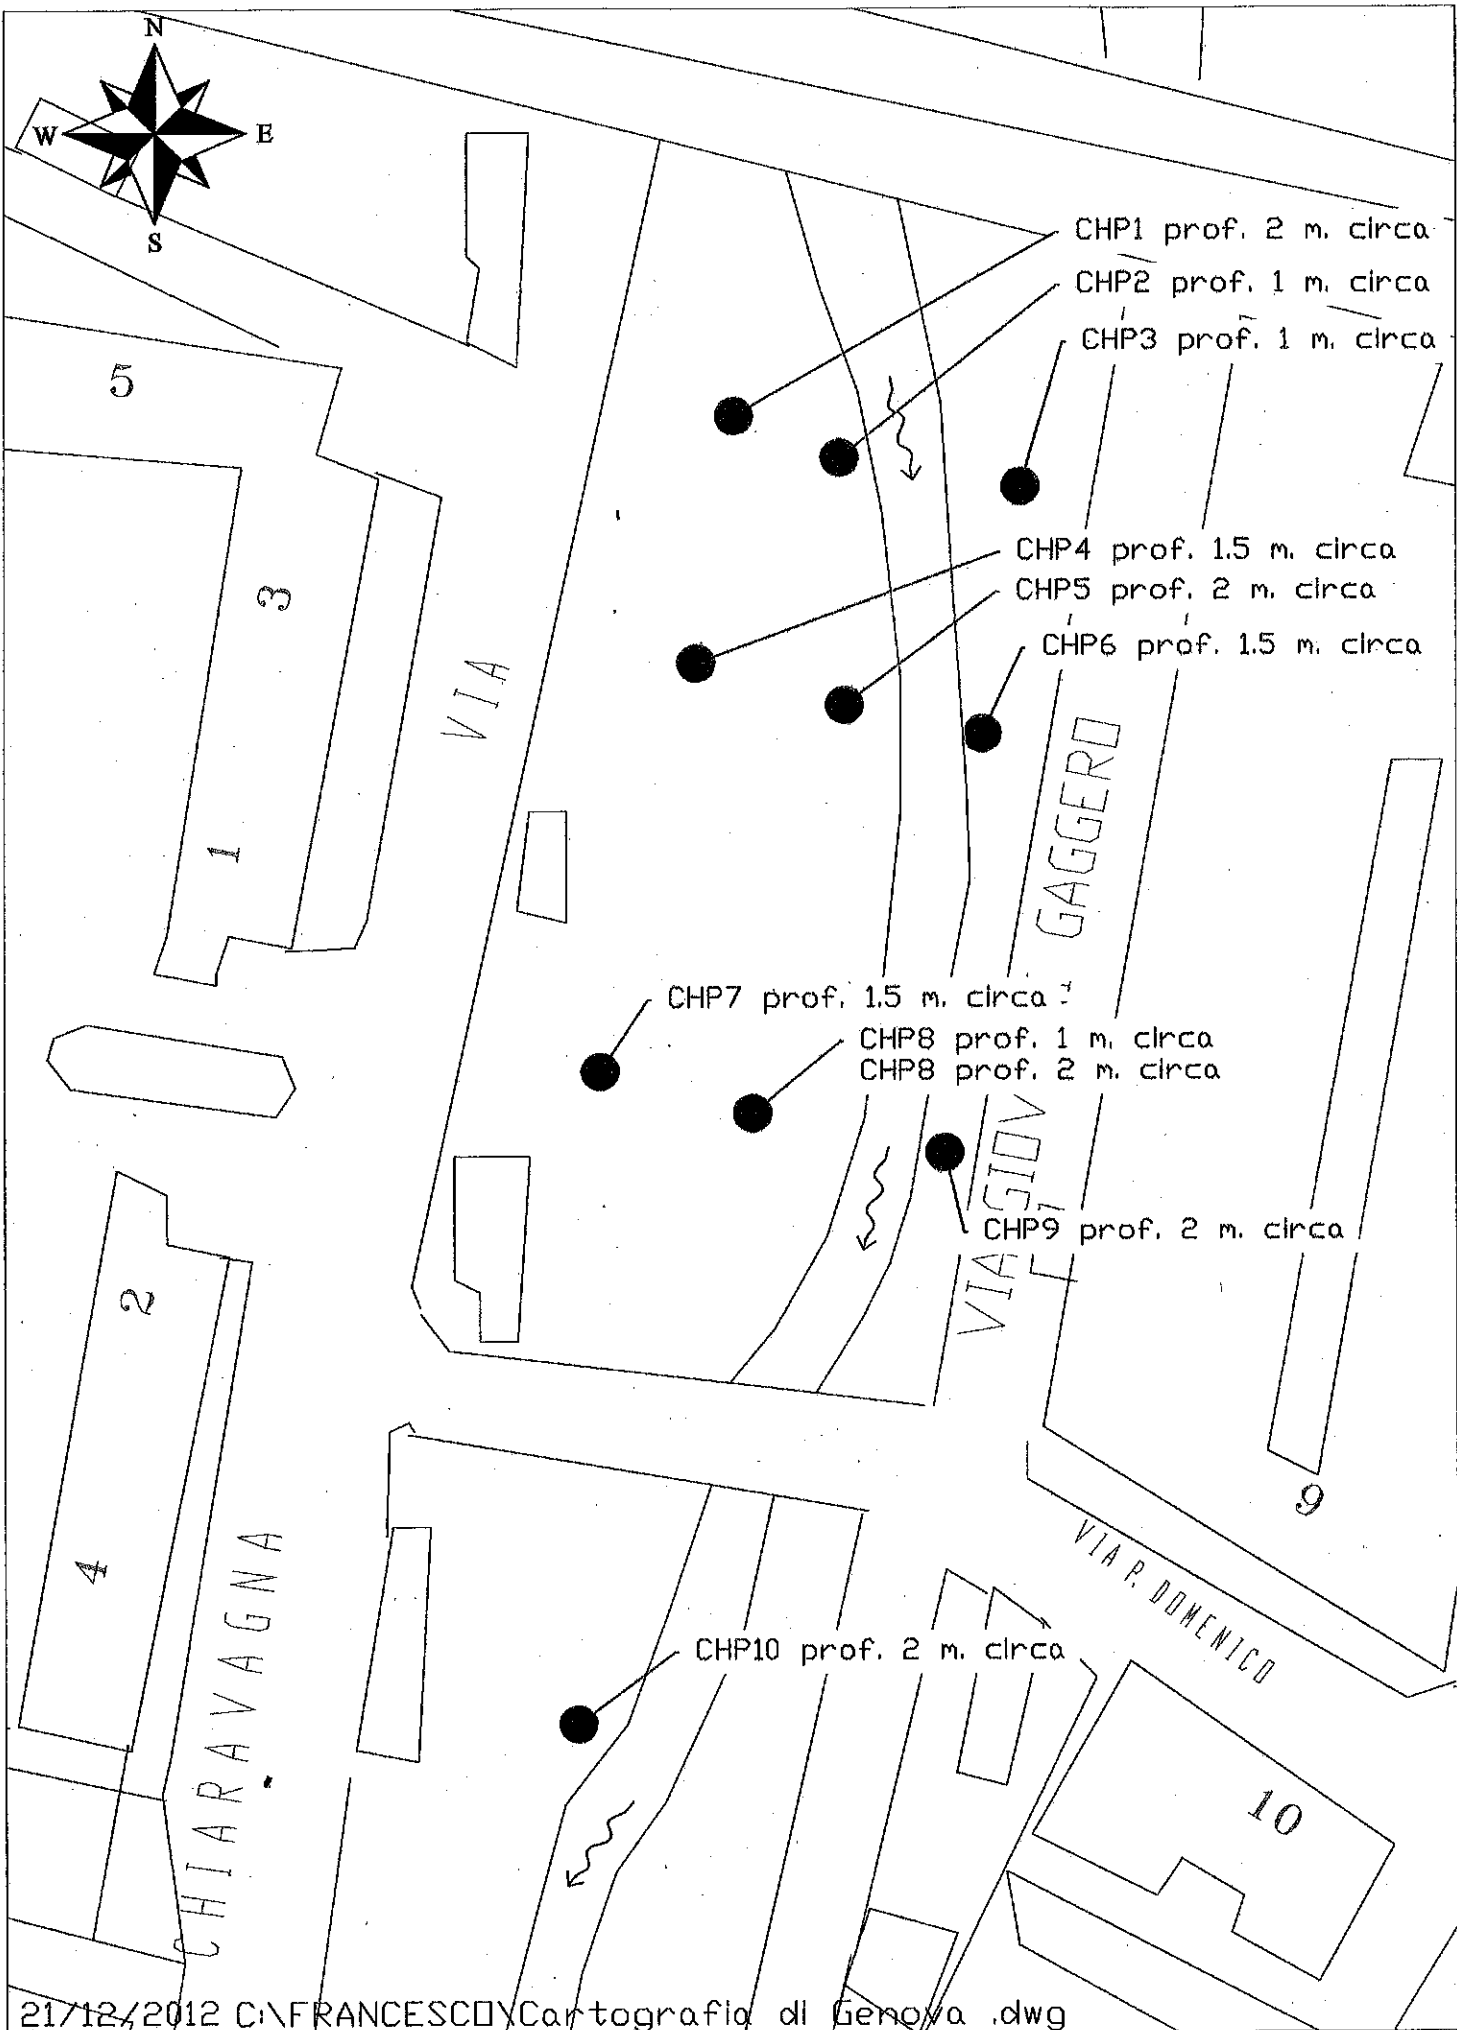 N
W E
S
CHP1 prof. 2 m. circa
CHP2 prof. 1 m. circa
CHP3 prof. 1 m. circa
5
3
CHP4 prof. 1.5 m. circa
CHP5 prof. 2 m. circa
CHP6 prof. 1.5 m. circa
VIA
1
GAGGERO
CHP7 prof. 1.5 m. circa
CHP8 prof. 1 m. circa
CHP8 prof. 2 m. circa
VIA GIOV
CHP9 prof. 2 m. circa
2
4
9
VIA P. DOMENICO
CHIARAVAGNA
CHP10 prof. 2 m. circa
10
21/12/2012 C:\FRANCESCO\Cartografia di Genova .dwg